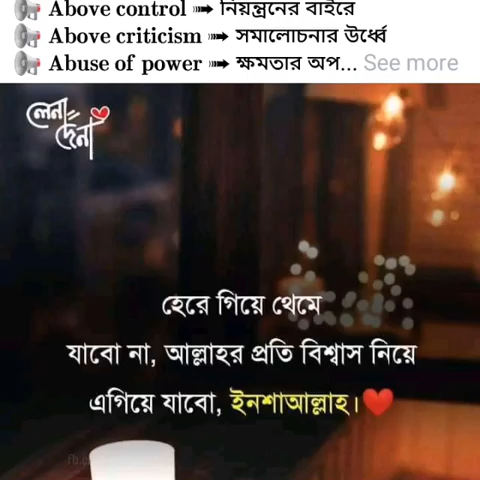 Above control ➠ নিয়ন্ত্রনের বাইরে
Above criticism ➠ সমালোচনার উর্ধ্বে
Abuse of power ➠ ক্ষমতার অপ... See more
লেনা
দেনা
হেরে গিয়ে থেমে
যাবো না, আল্লাহর প্রতি বিশ্বাস নিয়ে
এগিয়ে যাবো, ইনশাআল্লাহ।